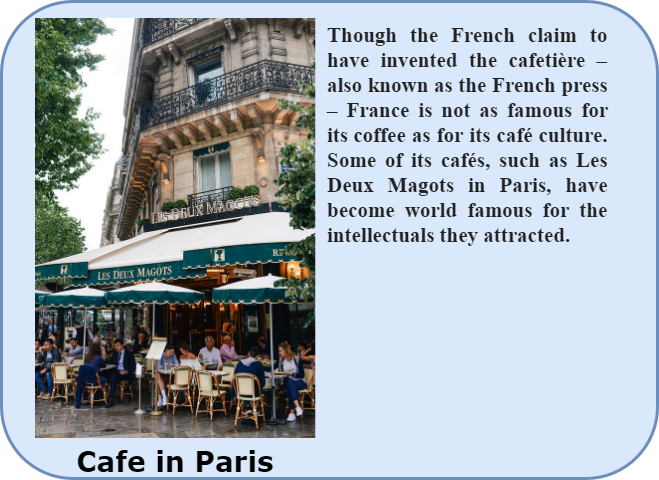 Though the French claim to
have invented the cafetière –
also known as the French press
– France is not as famous for
its coffee as for its café culture.
Some of its cafés, such as Les
Deux Magots in Paris, have
become world famous for the
intellectuals they attracted.
LES DEUX MAGOTS
LES DEUX MAGOTS
Cafe in Paris